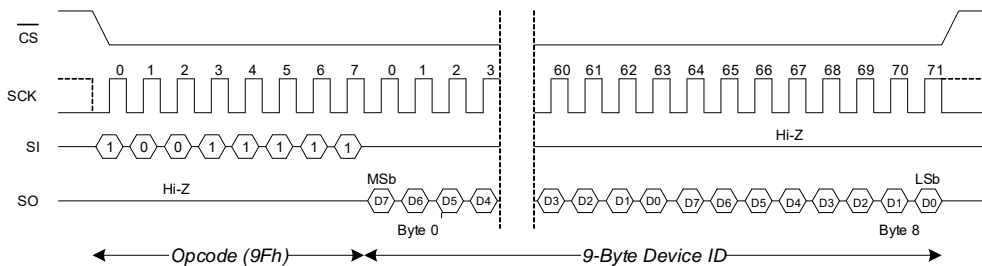 CS
0 1 2 3 4 5 6 7 0 1 2 3 60 61 62 63 64 65 66 67 68 69 70 71
SCK
Hi-Z
SI 1 0 0 1 1 1 1 1
Hi-Z MSb LSb
SO D7 D6 D5 D4 D3 D2 D1 D0 D7 D6 D5 D4 D3 D2 D1 D0
Byte 0 Byte 8
Opcode (9Fh) 9-Byte Device ID